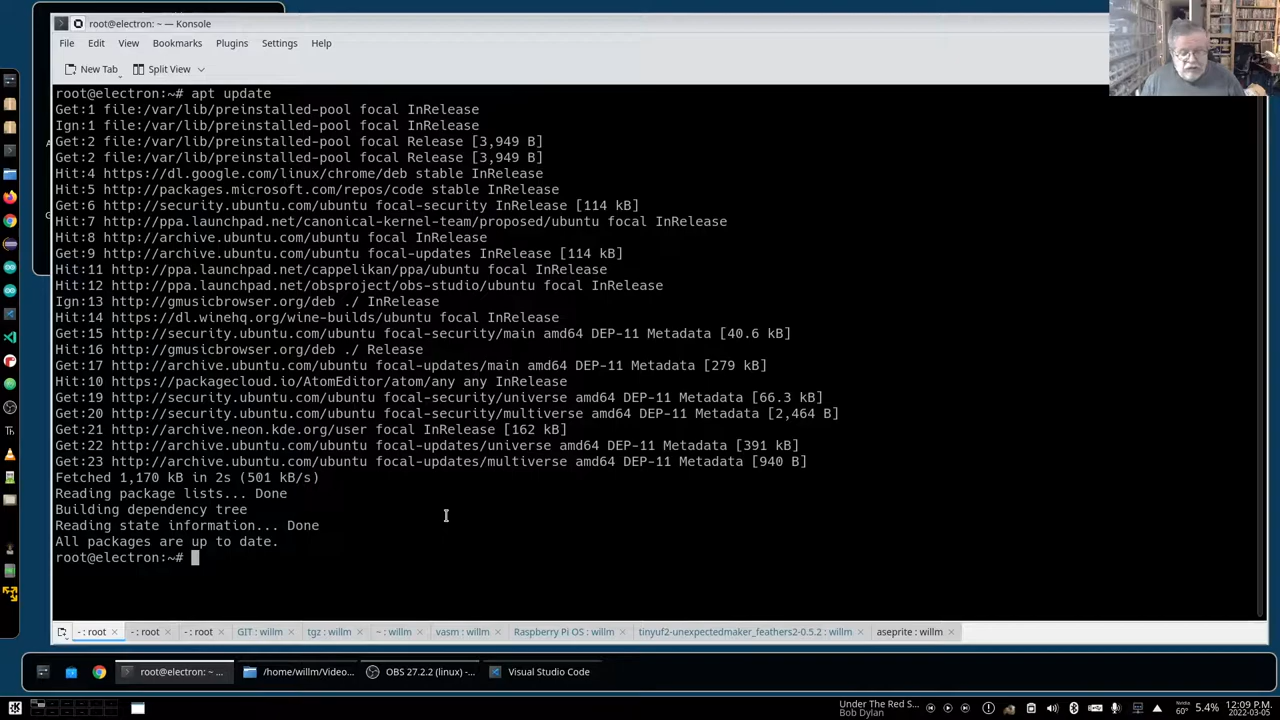 root@electron: ~ — Konsole
File Edit View Bookmarks Plugins Settings Help
New Tab Split View
root@electron:~# apt update
Get:1 file:/var/lib/preinstalled-pool focal InRelease
Ign:1 file:/var/lib/preinstalled-pool focal InRelease
Get:2 file:/var/lib/preinstalled-pool focal Release [3,949 B]
Get:2 file:/var/lib/preinstalled-pool focal Release [3,949 B]
Hit:4 https://dl.google.com/linux/chrome/deb stable InRelease
Hit:5 http://packages.microsoft.com/repos/code stable InRelease
Get:6 http://security.ubuntu.com/ubuntu focal-security InRelease [114 kB]
Hit:7 http://ppa.launchpad.net/canonical-kernel-team/proposed/ubuntu focal InRelease
Hit:8 http://archive.ubuntu.com/ubuntu focal InRelease
Get:9 http://archive.ubuntu.com/ubuntu focal-updates InRelease [114 kB]
Hit:11 http://ppa.launchpad.net/cappelikan/ppa/ubuntu focal InRelease
Hit:12 http://ppa.launchpad.net/obsproject/obs-studio/ubuntu focal InRelease
Ign:13 http://gmusicbrowser.org/deb ./ InRelease
Hit:14 https://dl.winehq.org/wine-builds/ubuntu focal InRelease
Get:15 http://security.ubuntu.com/ubuntu focal-security/main amd64 DEP-11 Metadata [40.6 kB]
Hit:16 http://gmusicbrowser.org/deb ./ Release
Get:17 http://archive.ubuntu.com/ubuntu focal-updates/main amd64 DEP-11 Metadata [279 kB]
Hit:10 https://packagecloud.io/AtomEditor/atom/any any InRelease
Get:19 http://security.ubuntu.com/ubuntu focal-security/universe amd64 DEP-11 Metadata [66.3 kB]
Get:20 http://security.ubuntu.com/ubuntu focal-security/multiverse amd64 DEP-11 Metadata [2,464 B]
Get:21 http://archive.neon.kde.org/user focal InRelease [162 kB]
Get:22 http://archive.ubuntu.com/ubuntu focal-updates/universe amd64 DEP-11 Metadata [391 kB]
Get:23 http://archive.ubuntu.com/ubuntu focal-updates/multiverse amd64 DEP-11 Metadata [940 B]
Fetched 1,170 kB in 2s (501 kB/s)
Reading package lists... Done
Building dependency tree
Reading state information... Done
All packages are up to date.
root@electron:~#
~ : root ~ : root ~ : root GIT : willm tgz : willm ~ : willm vasm : willm Raspberry Pi OS : willm tinyuf2-unexpectedmaker_feathers2-0.5.2 : willm aseprite : willm
root@electron: ~ ... /home/willm/Video... OBS 27.2.2 (linux) -... Visual Studio Code
Under The Red S...
Bob Dylan
Nvidia
60° 5.4% 12:09 P.M.
2022-03-05